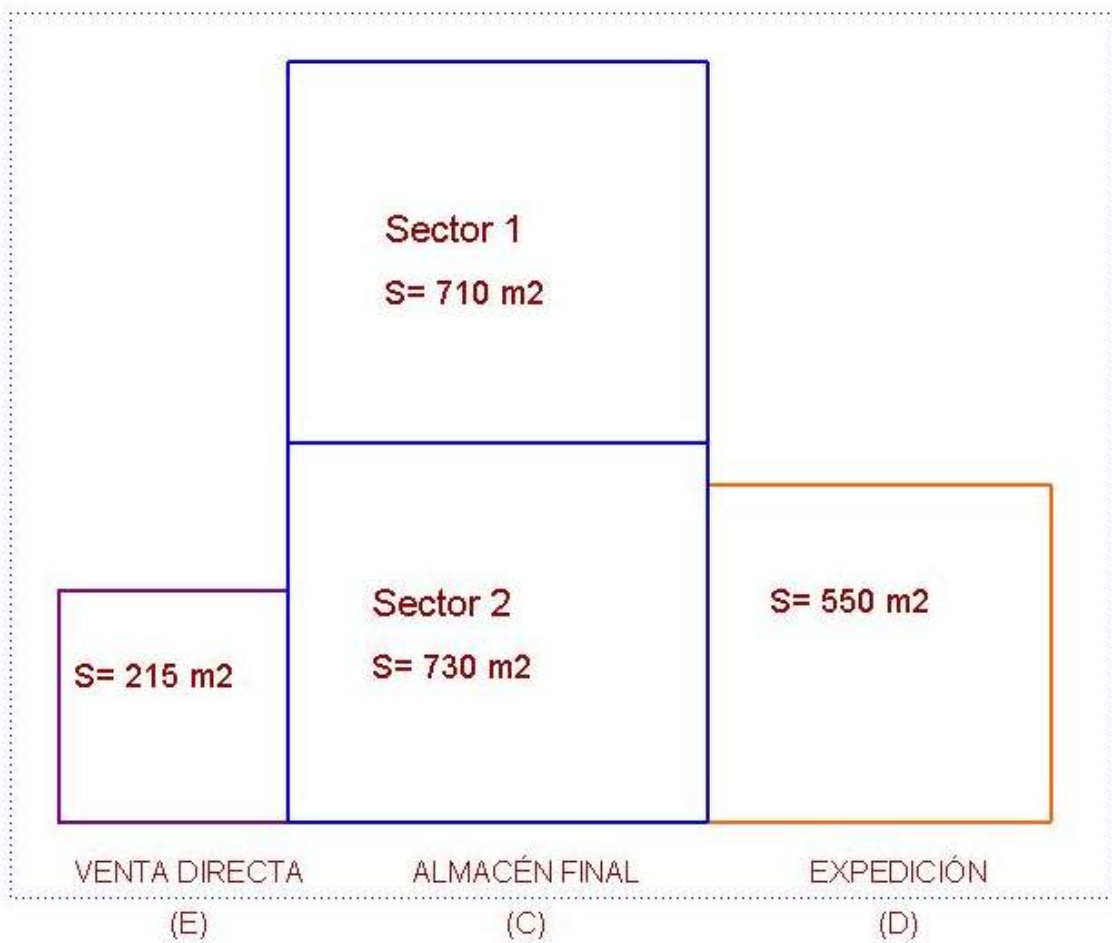 Sector 1
S= 710 m2
Sector 2
S= 730 m2
S= 550 m2
S= 215 m2
VENTA DIRECTA
ALMACÉN FINAL
EXPEDICIÓN
(E)
(C)
(D)